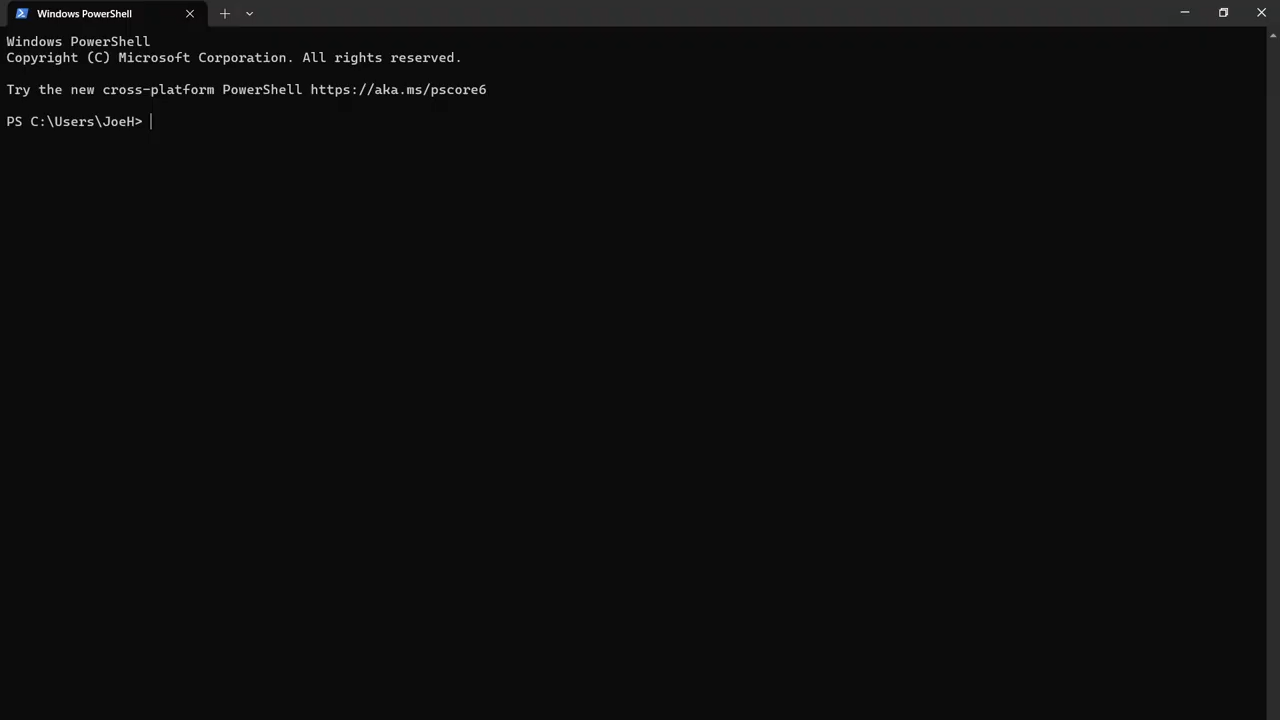 Windows PowerShell
Windows PowerShell
Copyright (C) Microsoft Corporation. All rights reserved.
Try the new cross-platform PowerShell https://aka.ms/pscore6
PS C:\Users\JoeH>